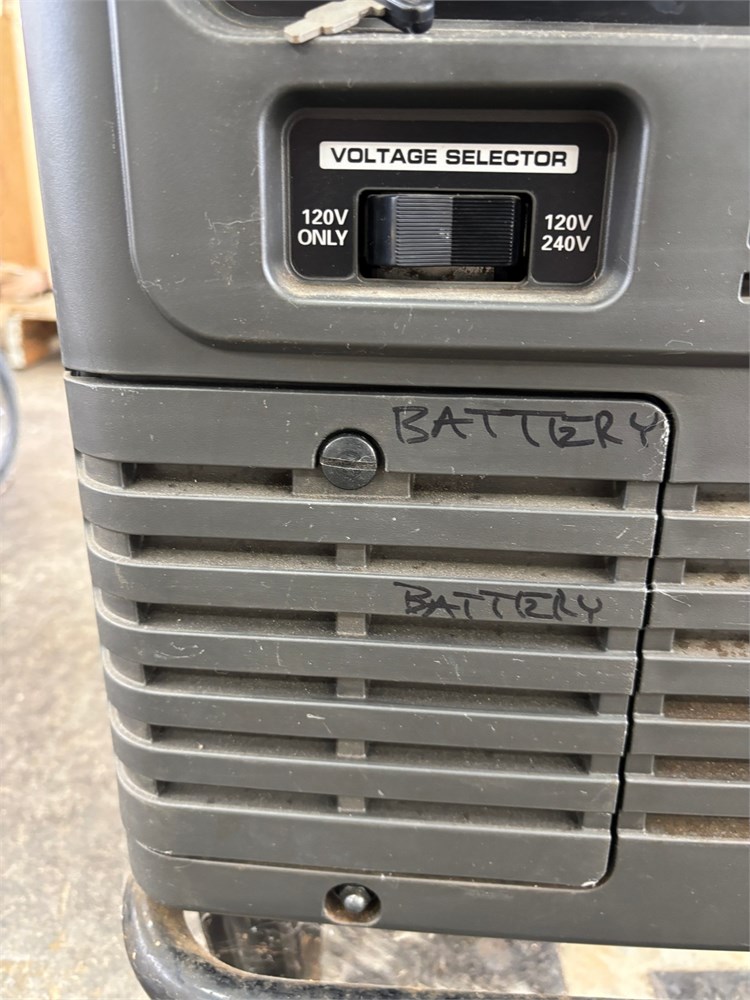 VOLTAGE SELECTOR
120V ONLY
120V 240V
BATTERY
BATTERY